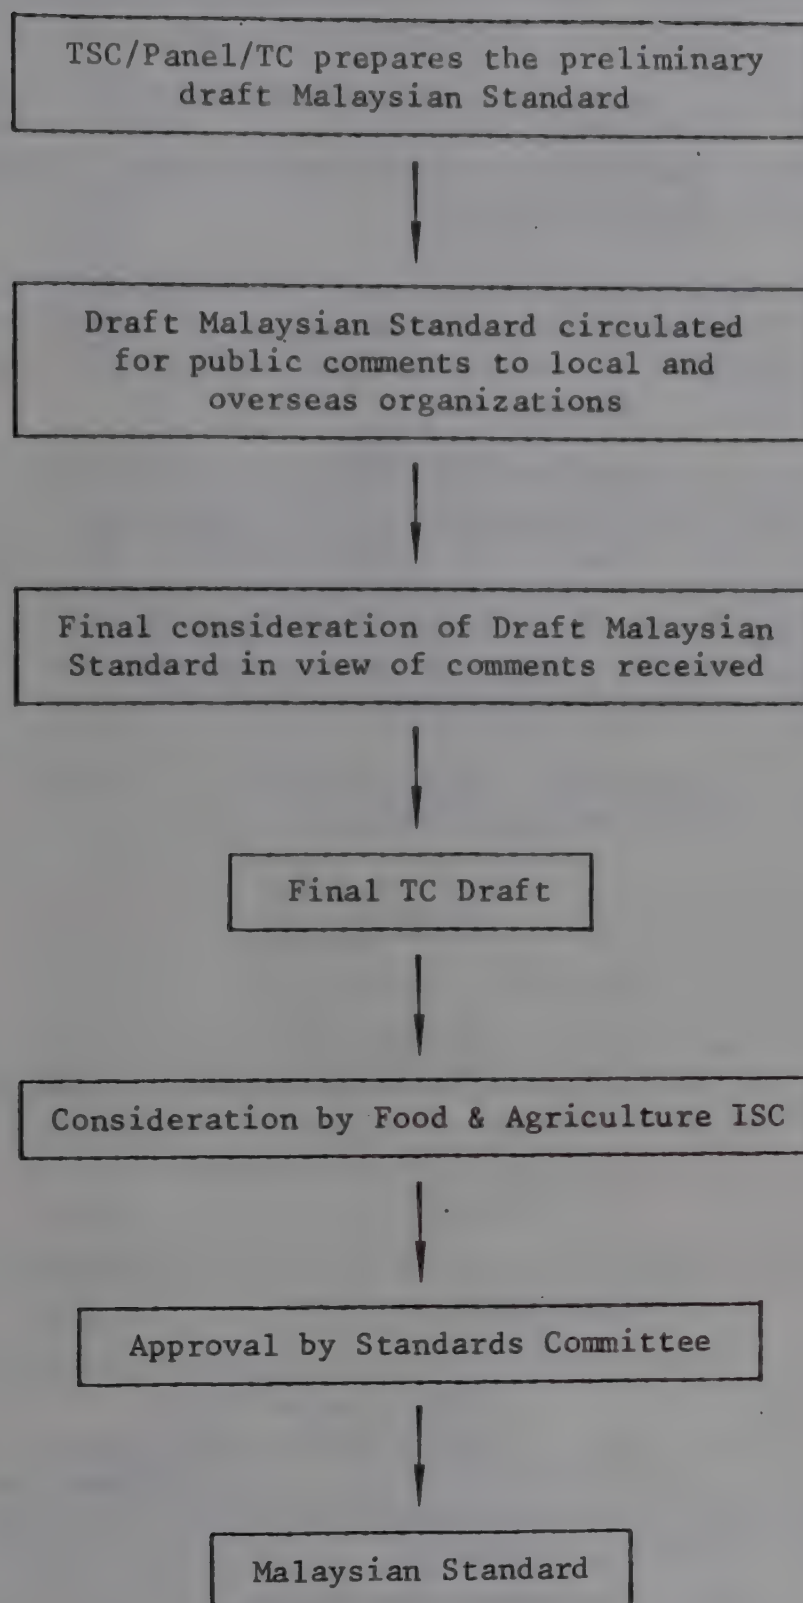 TSC/Panel/TC prepares the preliminary
draft Malaysian Standard
Draft Malaysian Standard circulated
for public comments to local and
overseas organizations
Final consideration of Draft Malaysian
Standard in view of comments received
Final TC Draft
Consideration by Food & Agriculture ISC
Approval by Standards Committee
Malaysian Standard